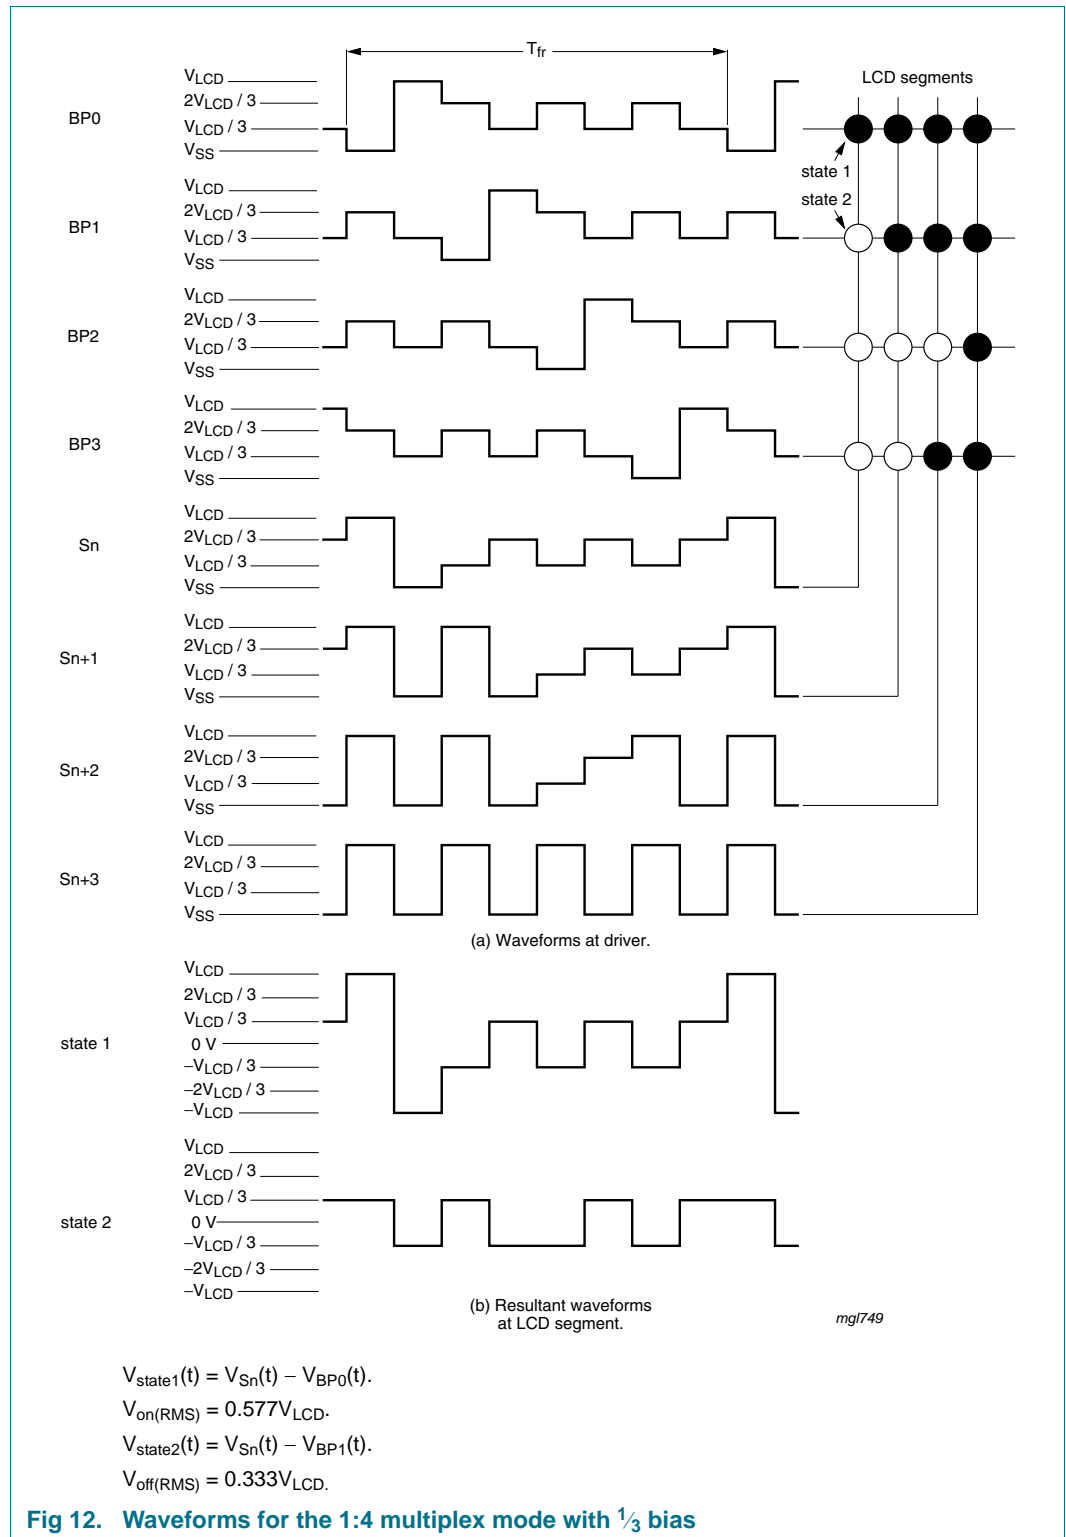 Tfr
LCD segments
BP0
VLCD
2VLCD / 3
VLCD / 3
VSS
state 1
state 2
BP1
VLCD
2VLCD / 3
VLCD / 3
VSS
BP2
VLCD
2VLCD / 3
VLCD / 3
VSS
BP3
VLCD
2VLCD / 3
VLCD / 3
VSS
Sn
VLCD
2VLCD / 3
VLCD / 3
VSS
Sn+1
VLCD
2VLCD / 3
VLCD / 3
VSS
Sn+2
VLCD
2VLCD / 3
VLCD / 3
VSS
Sn+3
VLCD
2VLCD / 3
VLCD / 3
VSS
(a) Waveforms at driver.
state 1
VLCD
2VLCD / 3
VLCD / 3
0 V
−VLCD / 3
−2VLCD / 3
−VLCD
state 2
VLCD
2VLCD / 3
VLCD / 3
0 V
−VLCD / 3
−2VLCD / 3
−VLCD
(b) Resultant waveforms
at LCD segment.
mgl749
Vstate1(t) = VSn(t) − VBP0(t).
Von(RMS) = 0.577VLCD.
Vstate2(t) = VSn(t) − VBP1(t).
Voff(RMS) = 0.333VLCD.
Fig 12. Waveforms for the 1:4 multiplex mode with 1⁄3 bias